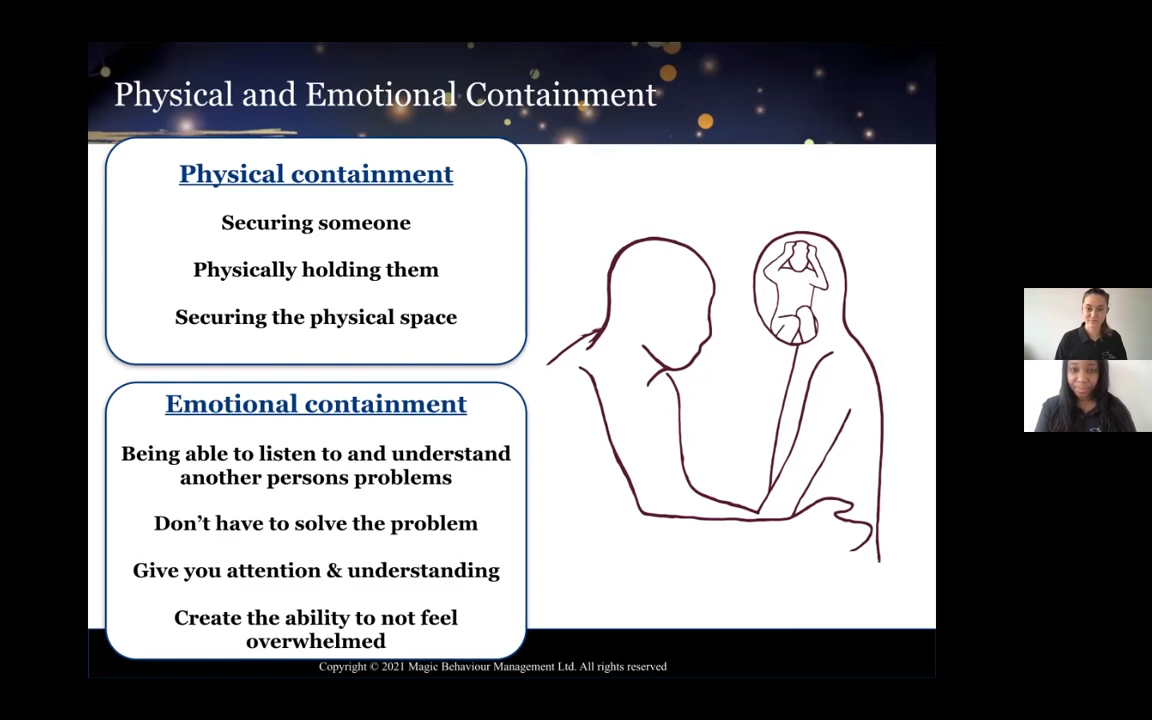 Physical and Emotional Containment
Physical containment
Securing someone
Physically holding them
Securing the physical space
Emotional containment
Being able to listen to and understand
another persons problems
Don't have to solve the problem
Give you attention & understanding
Create the ability to not feel
overwhelmed
Copyright © 2021 Magic Behaviour Management Ltd. All rights reserved